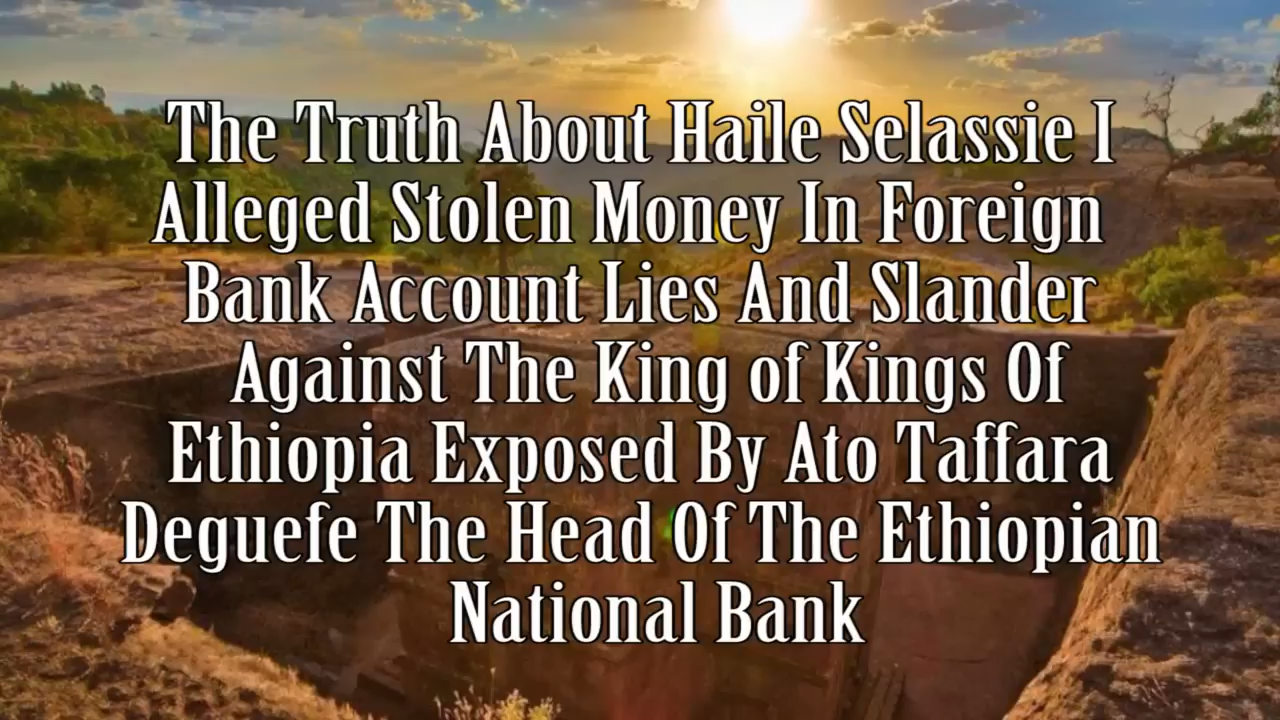 The Truth About Haile Selassie I
Alleged Stolen Money In Foreign
Bank Account Lies And Slander
Against The King of Kings Of
Ethiopia Exposed By Ato Taffara
Deguefe The Head Of The Ethiopian
National Bank